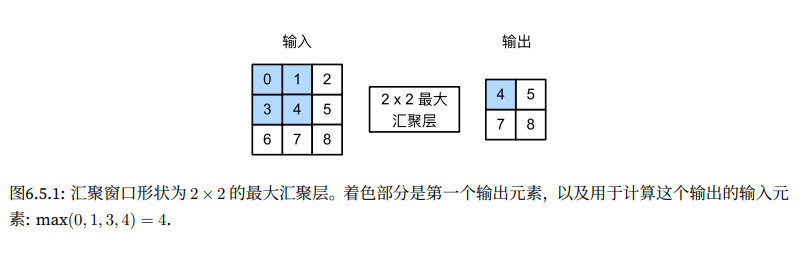 输入 输出
0 1 2
3 4 5
6 7 8
2 x 2 最大
汇聚层
4 5
7 8
图6.5.1: 汇聚窗口形状为 2 × 2 的最大汇聚层。着色部分是第一个输出元素，以及用于计算这个输出的输入元
素: max(0, 1, 3, 4) = 4.